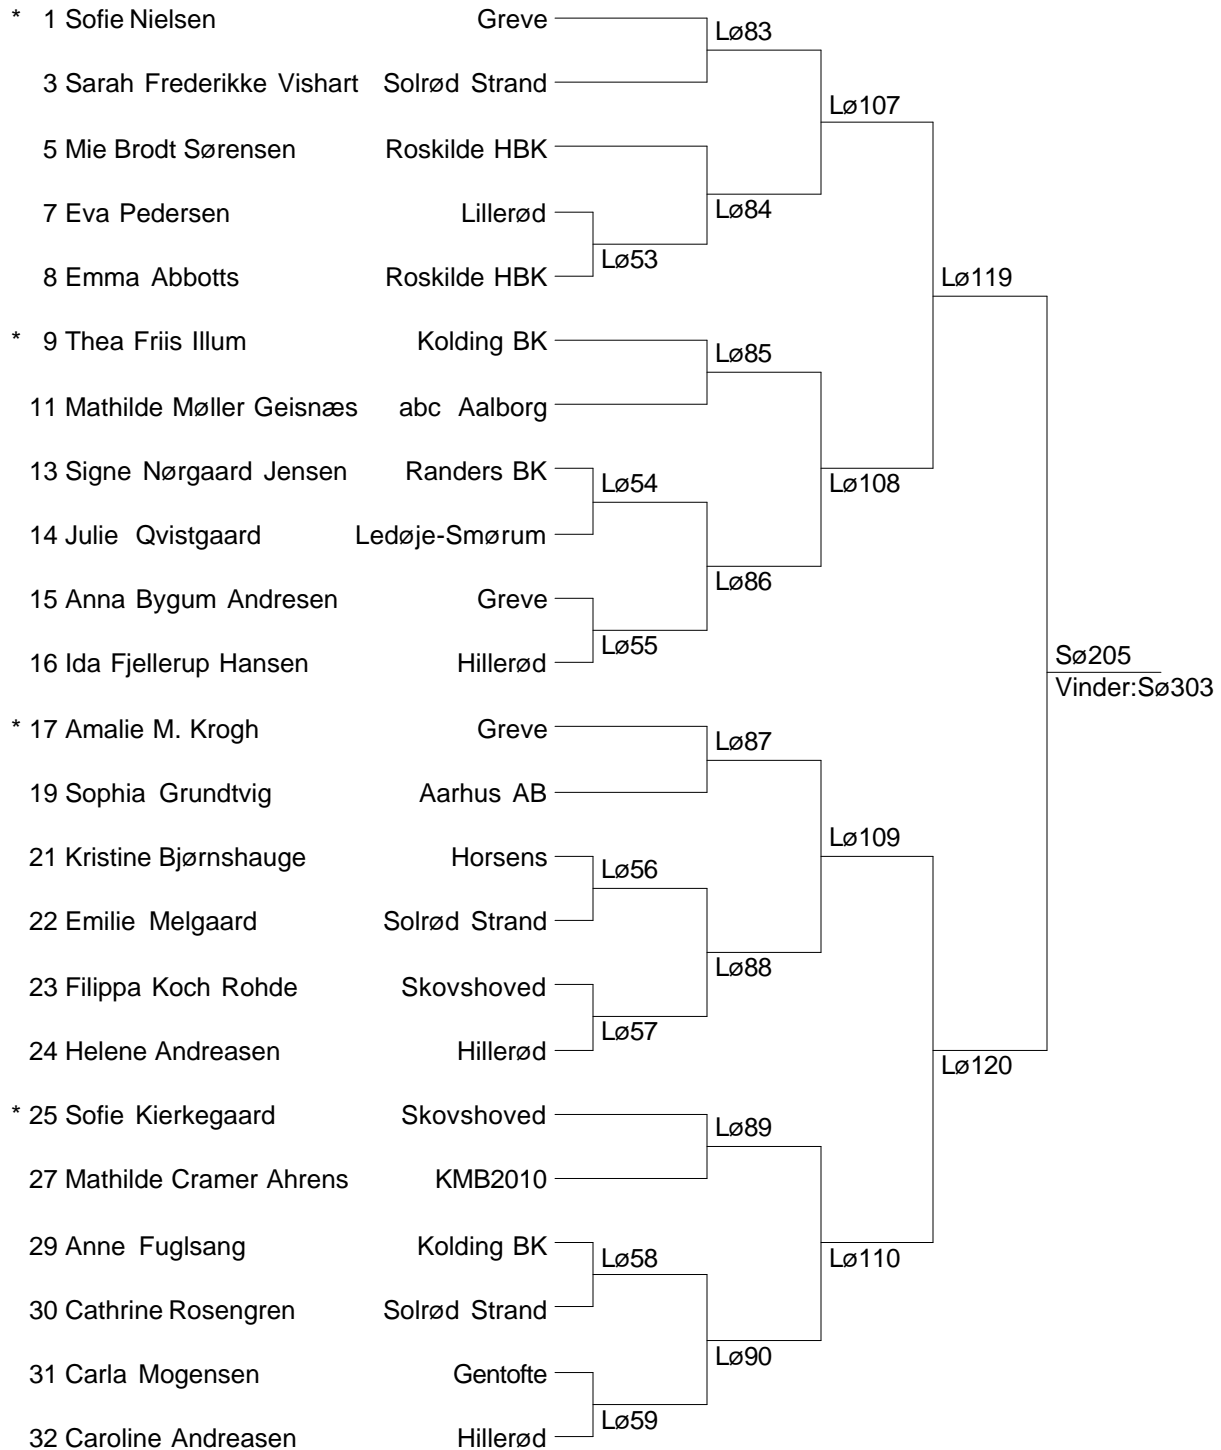 * 1 Sofie Nielsen Greve
Lø83
3 Sarah Frederikke Vishart Solrød Strand
Lø107
5 Mie Brodt Sørensen Roskilde HBK
7 Eva Pedersen Lillerød Lø84
Lø53
8 Emma Abbotts Roskilde HBK Lø119
* 9 Thea Friis Illum Kolding BK
Lø85
11 Mathilde Møller Geisnæs abc Aalborg
13 Signe Nørgaard Jensen Randers BK
Lø54 Lø108
14 Julie Qvistgaard Ledøje-Smørum
Lø86
15 Anna Bygum Andresen Greve
Lø55
16 Ida Fjellerup Hansen Hillerød Sø205
Vinder:Sø303
* 17 Amalie M. Krogh Greve
Lø87
19 Sophia Grundtvig Aarhus AB
Lø109
21 Kristine Bjørnshauge Horsens
Lø56
22 Emilie Melgaard Solrød Strand
Lø88
23 Filippa Koch Rohde Skovshoved
Lø57
24 Helene Andreasen Hillerød
Lø120
* 25 Sofie Kierkegaard Skovshoved
Lø89
27 Mathilde Cramer Ahrens KMB2010
29 Anne Fuglsang Kolding BK
Lø58 Lø110
30 Cathrine Rosengren Solrød Strand
Lø90
31 Carla Mogensen Gentofte
Lø59
32 Caroline Andreasen Hillerød